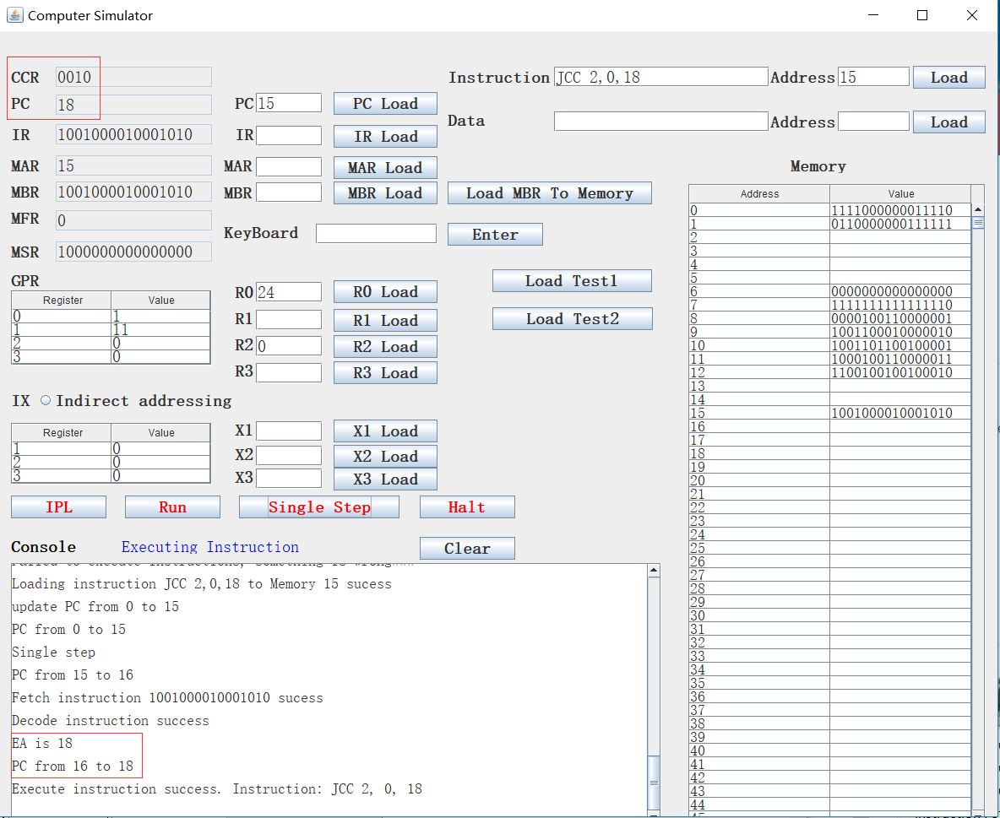 Computer Simulator
CCR 0010 Instruction JCC 2,0,18 Address 15 Load
PC 18 PC 15 PC Load
Data Address Load
IR 1001000010001010 IR IR Load
MAR 15 MAR MAR Load Memory
MBR 1001000010001010 MBR MBR Load Load MBR To Memory
MFR 0
KeyBoard Enter
MSR 1000000000000000
GPR
Register Value
0 1
1 11
2 0
3 0
R0 24 R0 Load
R1 R1 Load
R2 0 R2 Load
R3 R3 Load
Load Test1
Load Test2
IX Indirect addressing
Register Value
1 0
2 0
3 0
X1 X1 Load
X2 X2 Load
X3 X3 Load
IPL Run Single Step Halt
Console Executing Instruction Clear
Loading instruction JCC 2,0,18 to Memory 15 sucess
update PC from 0 to 15
PC from 0 to 15
Single step
PC from 15 to 16
Fetch instruction 1001000010001010 sucess
Decode instruction success
EA is 18
PC from 16 to 18
Execute instruction success. Instruction: JCC 2, 0, 18
Address Value
0 1111000000011110
1 0110000000111111
2
3
4
5
6 0000000000000000
7 1111111111111110
8 0000100110000001
9 1001100010000010
10 1001101100100001
11 1000100110000011
12 1100100100100010
13
14
15 1001000010001010
16
17
18
19
20
21
22
23
24
25
26
27
28
29
30
31
32
33
34
35
36
37
38
39
40
41
42
43
44